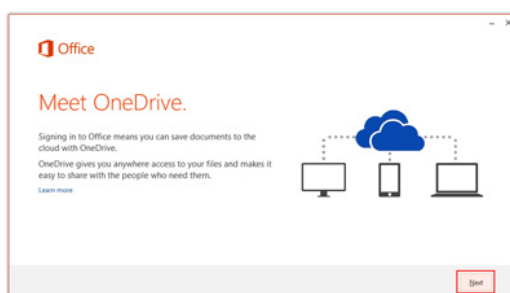 Office
Meet OneDrive.
Signing in to Office means you can save documents to the
cloud with OneDrive.
OneDrive gives you anywhere access to your files and makes it
easy to share with the people who need them.
Learn more
Next